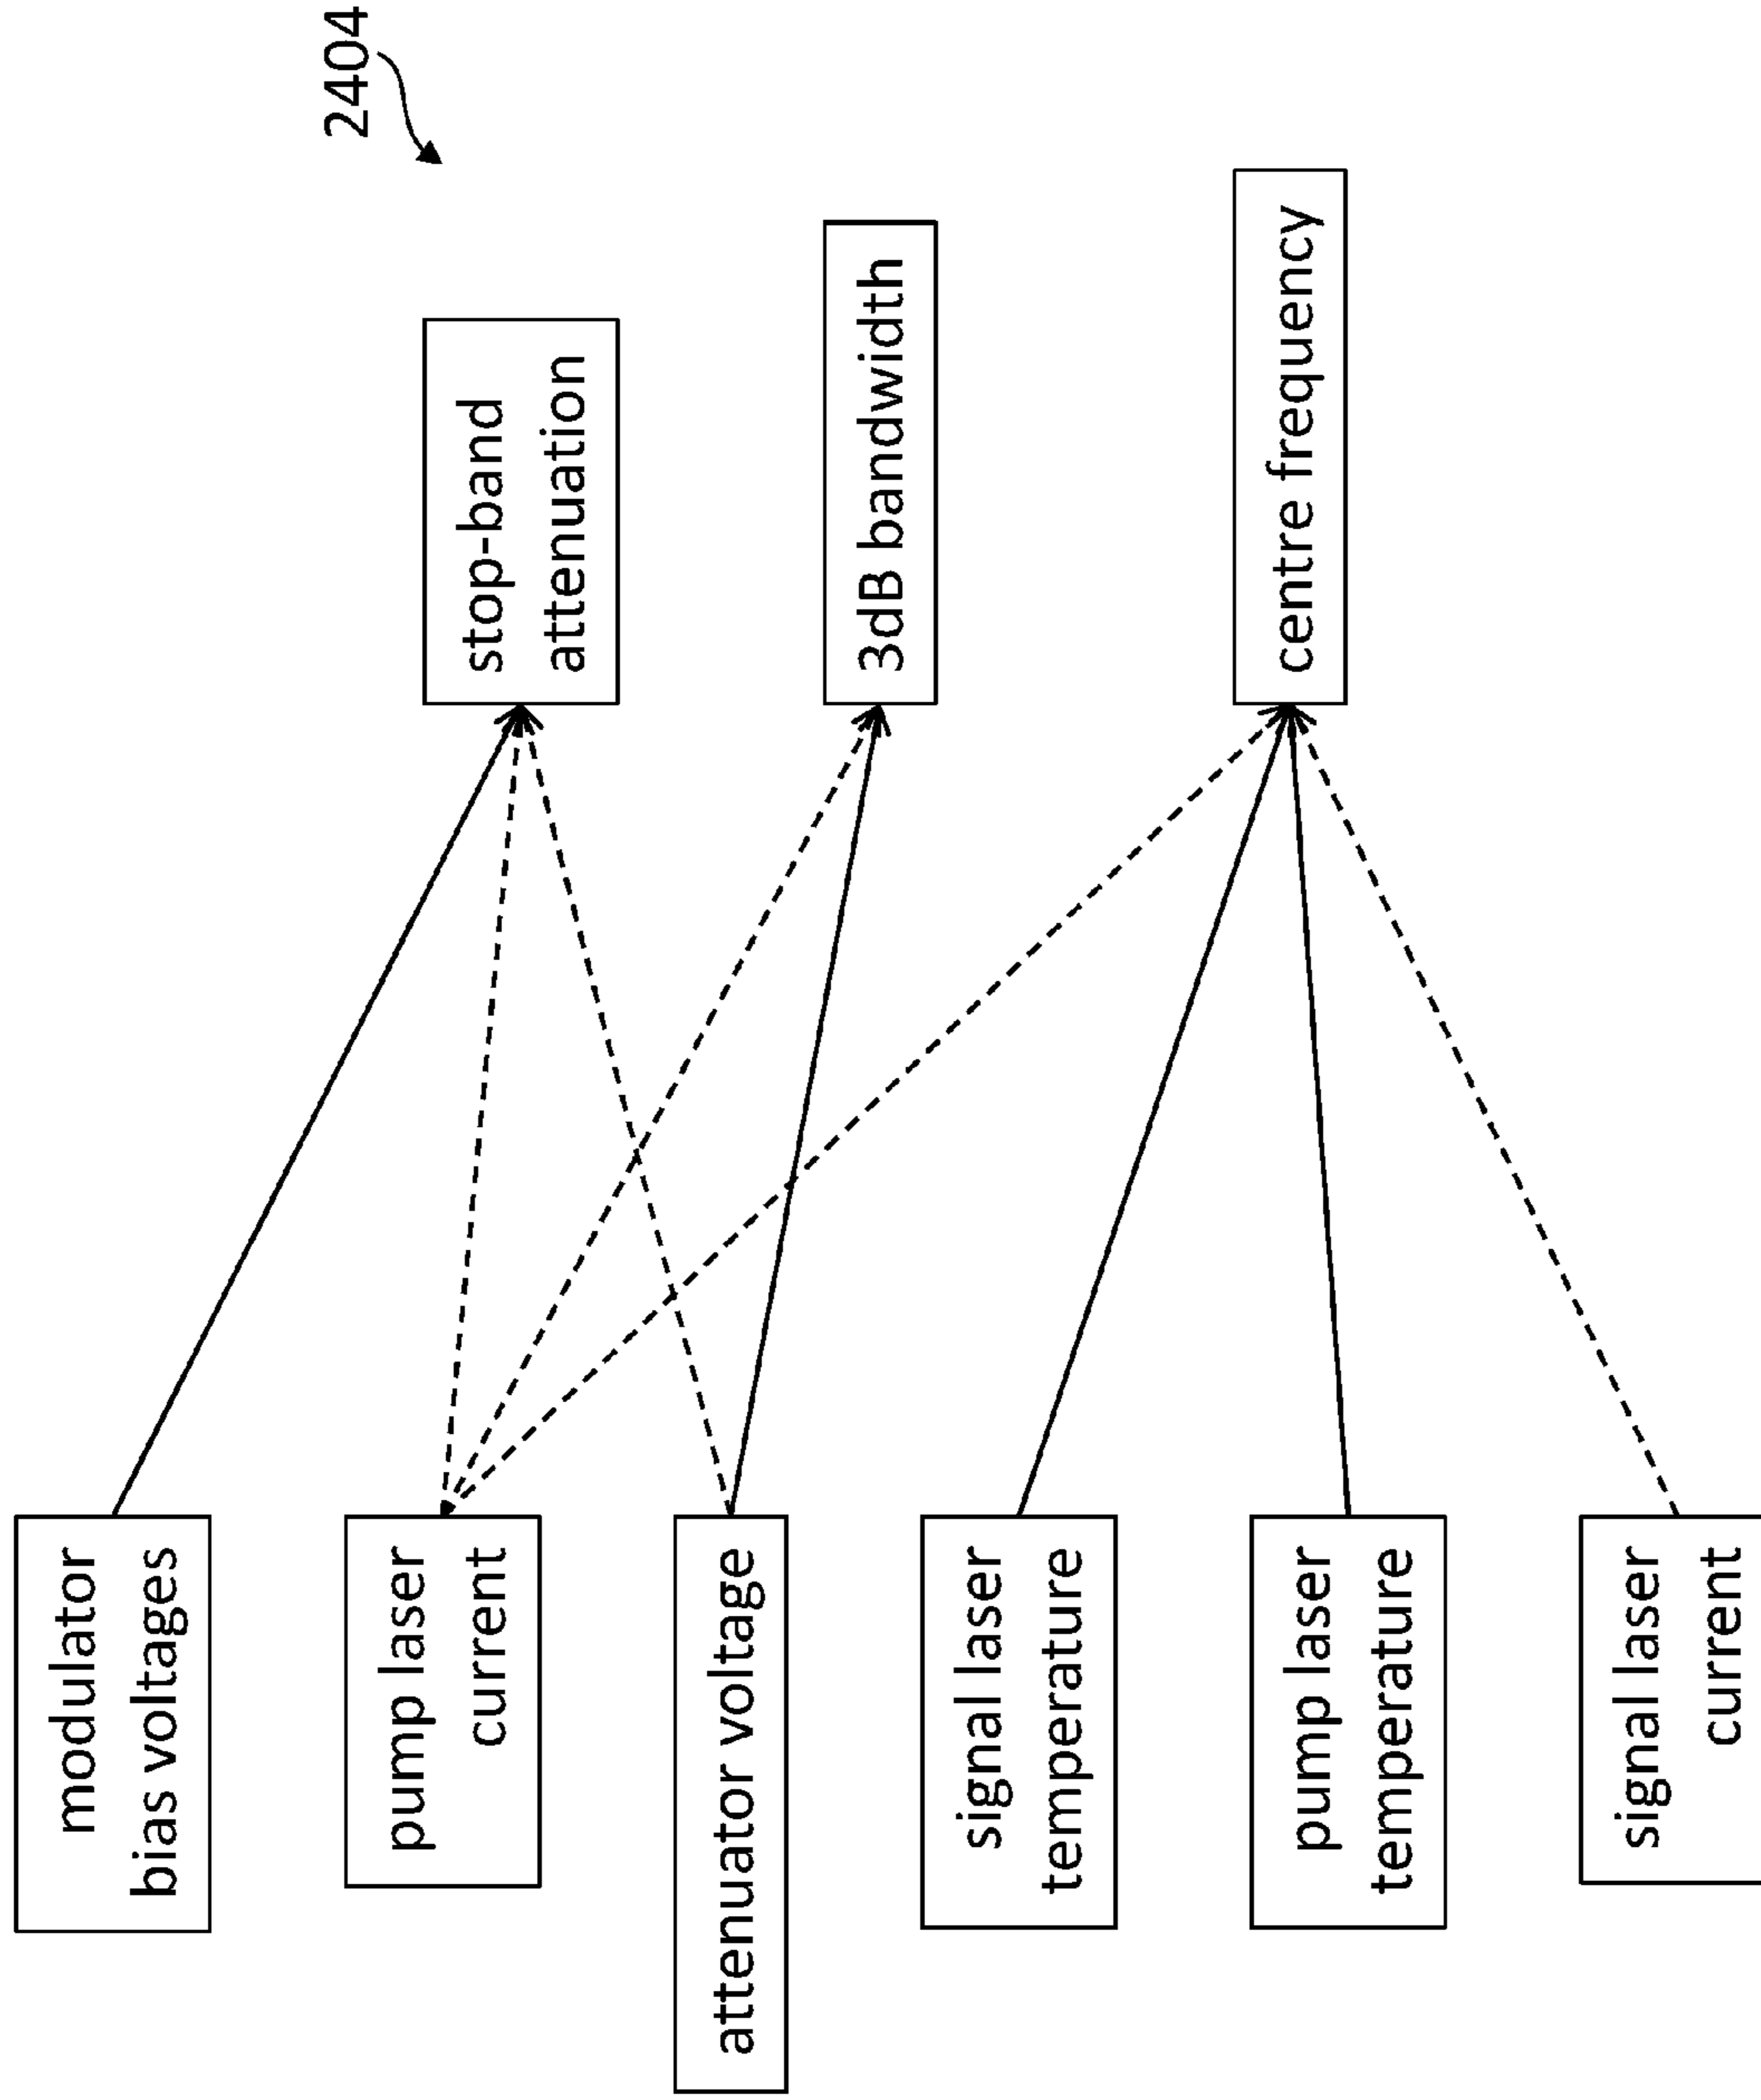 2404
modulator
bias voltages
pump laser
current
attenuator voltage
signal laser
temperature
pump laser
temperature
signal laser
current
stop-band
attenuation
3dB bandwidth
centre frequency